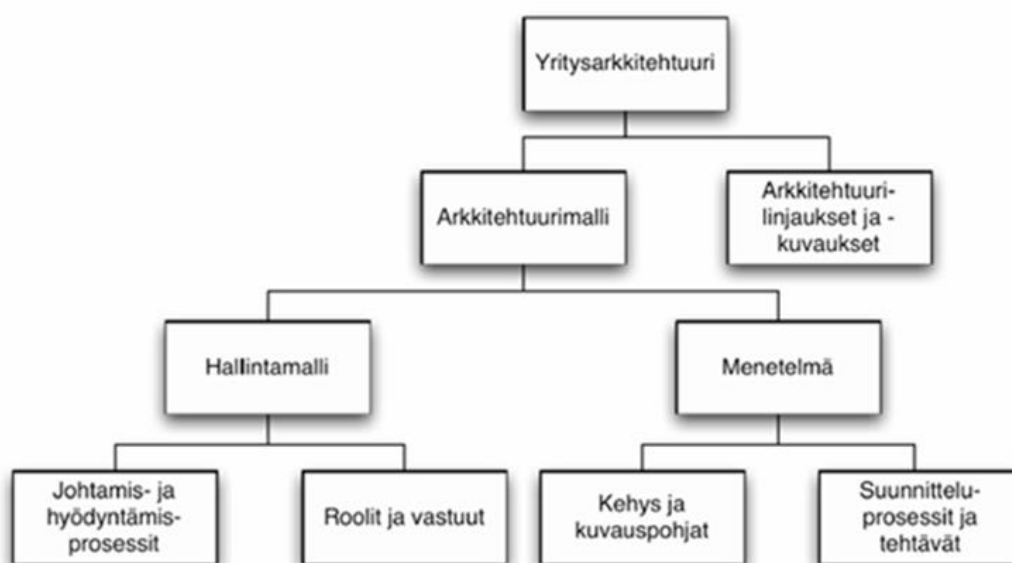 Yritysarkkitehtuuri
Arkkitehtuurimalli
Arkkitehtuuri-
linjaukset ja -
kuvaukset
Hallintamalli
Menetelmä
Johtamis- ja
hyödyntämis-
prosessit
Roolit ja vastuut
Kehys ja
kuvauspohjat
Suunnittelu-
prosessit ja
tehtävät